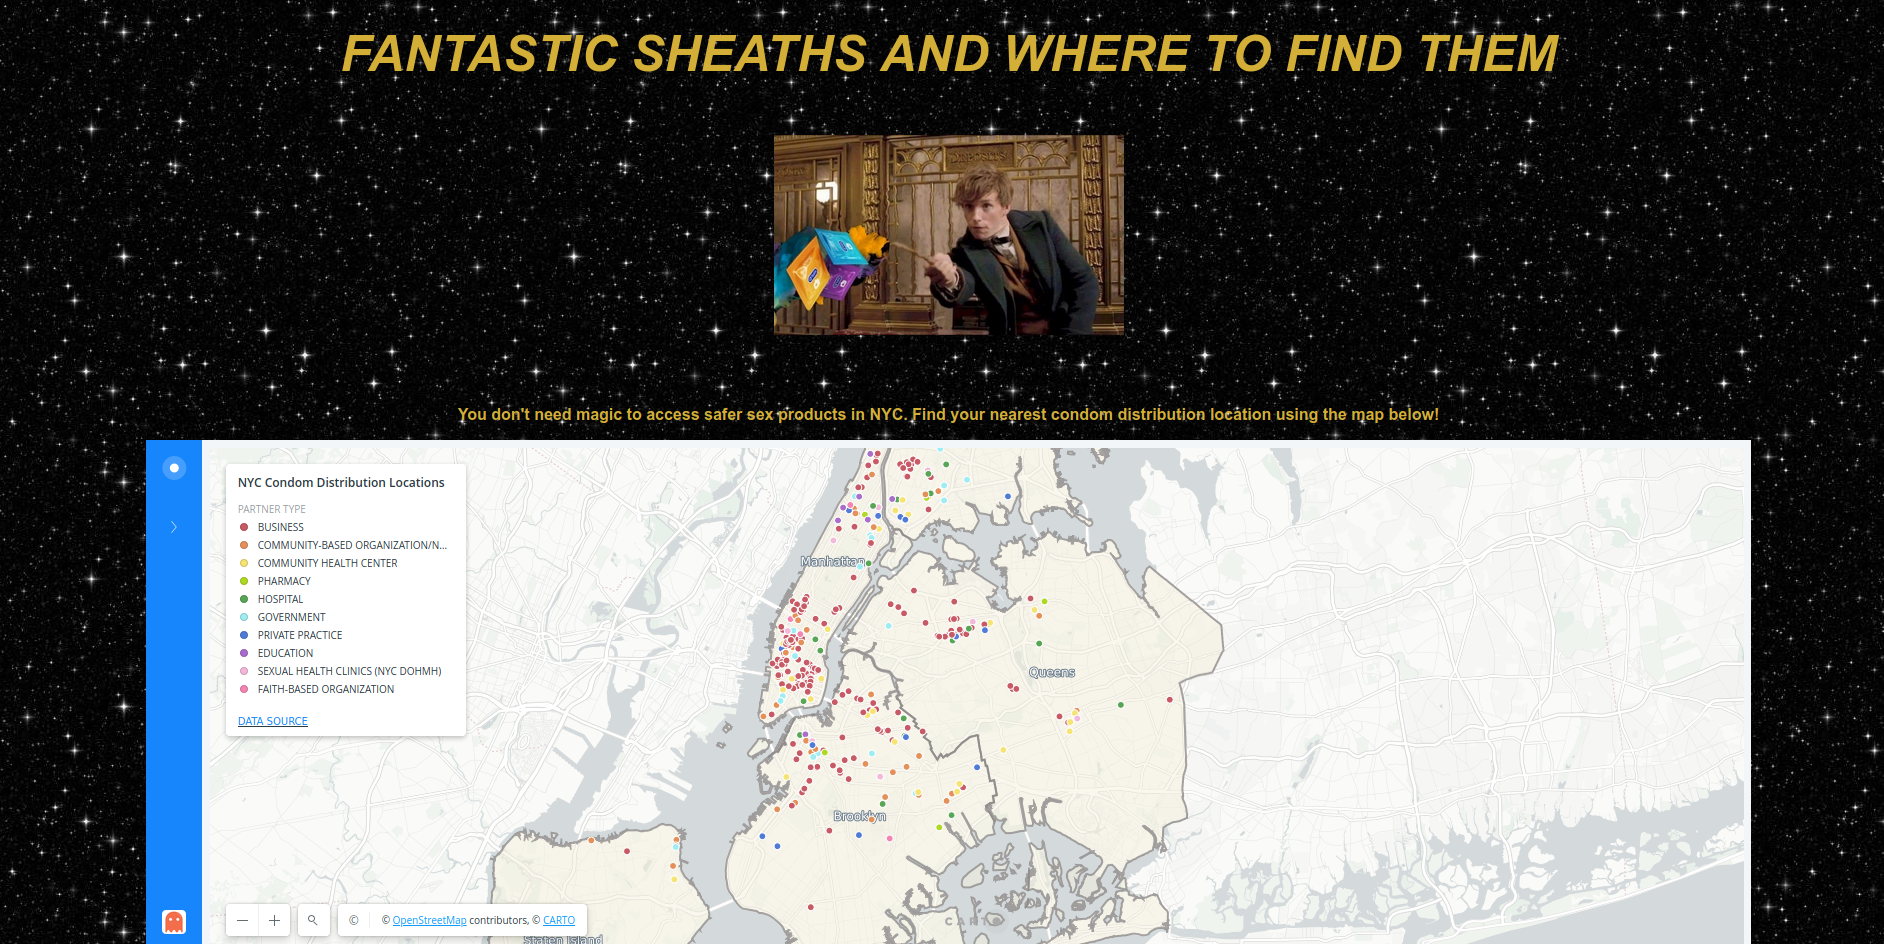 FANTASTIC SHEATHS AND WHERE TO FIND THEM
You don't need magic to access safer sex products in NYC. Find your nearest condom distribution location using the map below!
NYC Condom Distribution Locations
PARTNER TYPE
BUSINESS
COMMUNITY-BASED ORGANIZATION/N...
COMMUNITY HEALTH CENTER
PHARMACY
HOSPITAL
GOVERNMENT
PRIVATE PRACTICE
EDUCATION
SEXUAL HEALTH CLINICS (NYC DOHMH)
FAITH-BASED ORGANIZATION
DATA SOURCE
Manhattan
Queens
Brooklyn
Staten Island
CARTO
© © OpenStreetMap contributors, © CARTO